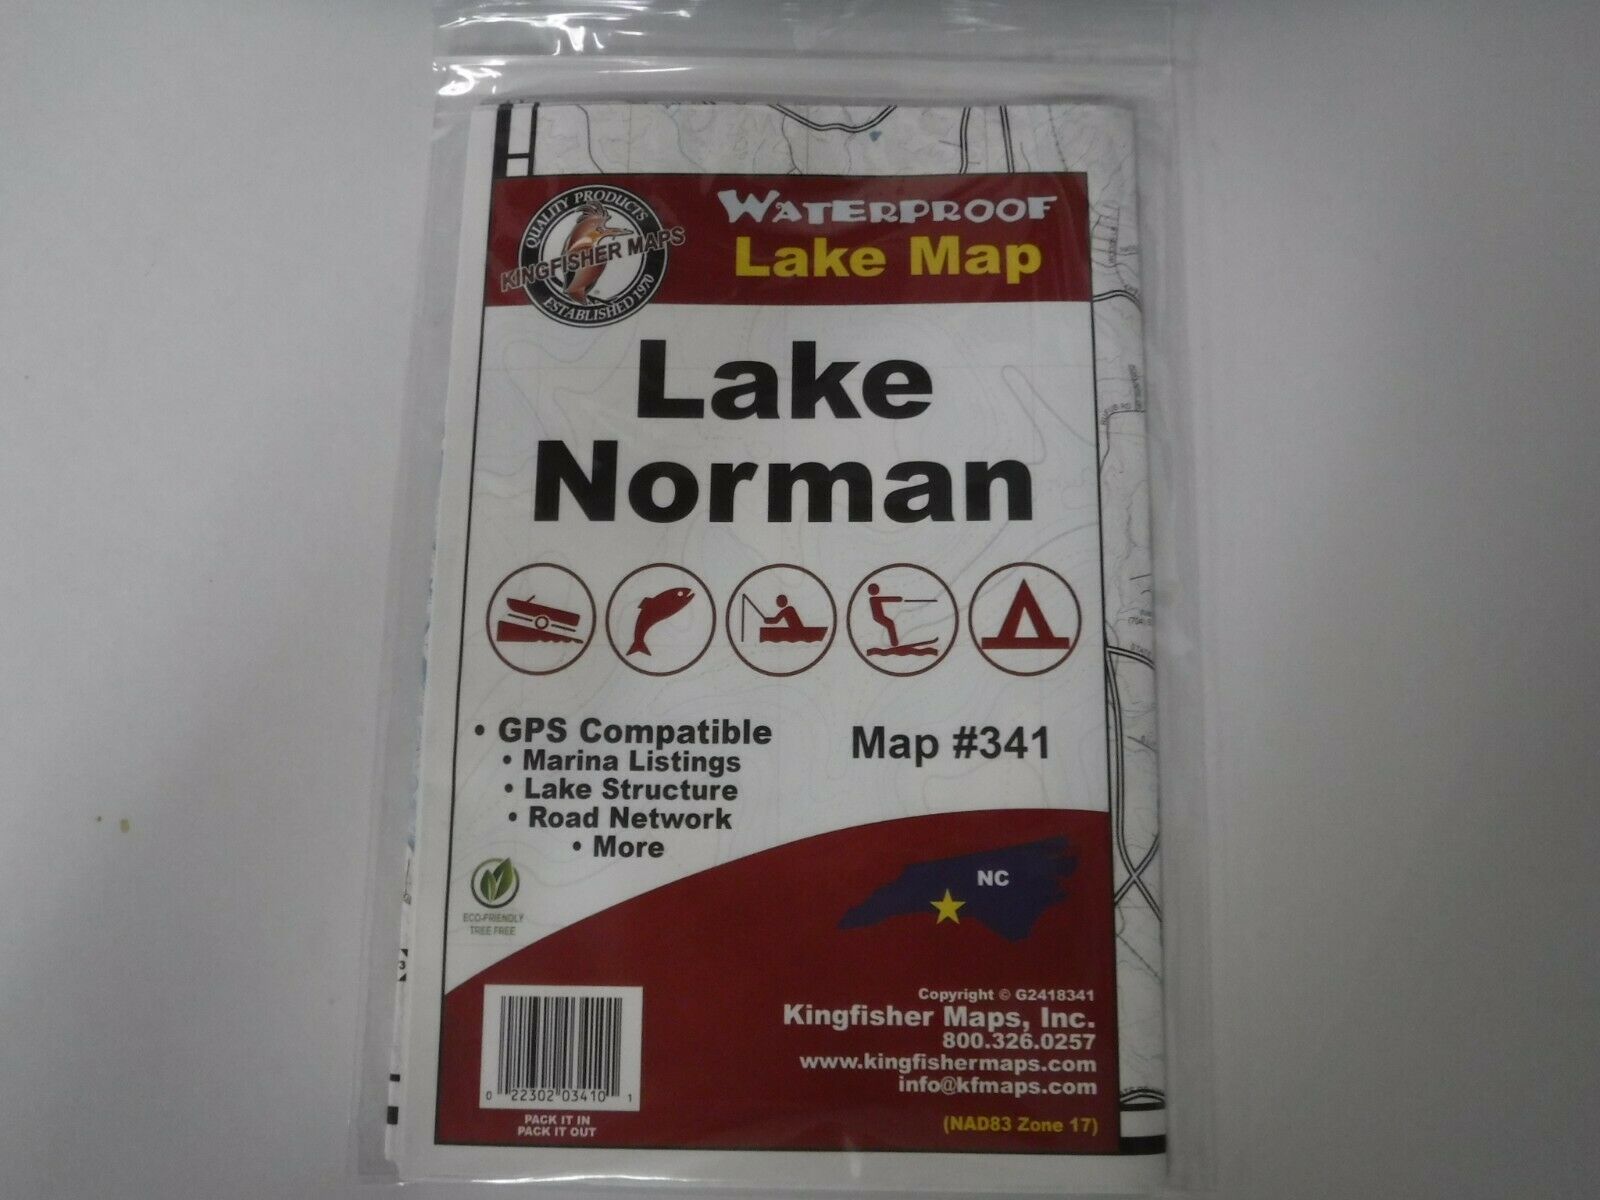 QUALITY PRODUCTS
KINGFISHER MAPS
ESTABLISHED 1970
WATERPROOF
Lake Map
Lake
Norman
• GPS Compatible
• Marina Listings
• Lake Structure
• Road Network
• More
Map #341
ECO-FRIENDLY
TREE FREE
NC
Copyright © G2418341
Kingfisher Maps, Inc.
800.326.0257
www.kingfishermaps.com
info@kfmaps.com
(NAD83 Zone 17)
0 22302 03410 1
PACK IT IN
PACK IT OUT
3